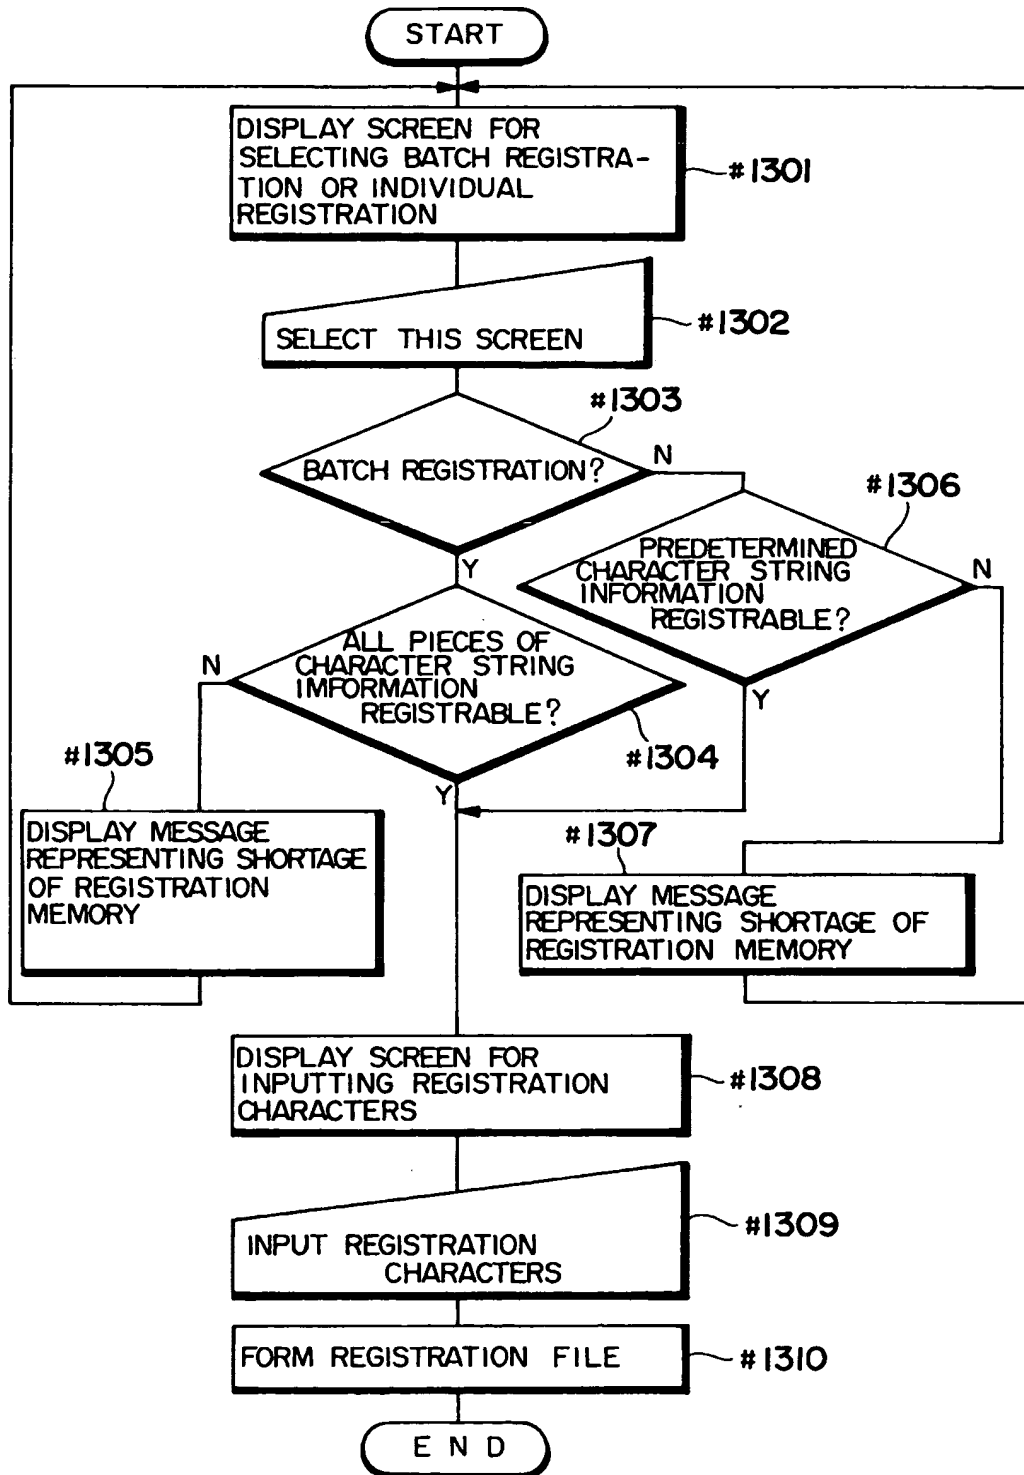 START
DISPLAY SCREEN FOR
SELECTING BATCH REGISTRA-
TION OR INDIVIDUAL
REGISTRATION
#1301
SELECT THIS SCREEN
#1302
#1303
BATCH REGISTRATION?
N
Y
#1306
PREDETERMINED
CHARACTER STRING
INFORMATION
REGISTRABLE?
N
Y
ALL PIECES OF
CHARACTER STRING
IMFORMATION
REGISTRABLE?
N
#1304
Y
#1305
DISPLAY MESSAGE
REPRESENTING SHORTAGE
OF REGISTRATION
MEMORY
#1307
DISPLAY MESSAGE
REPRESENTING SHORTAGE OF
REGISTRATION MEMORY
DISPLAY SCREEN FOR
INPUTTING REGISTRATION
CHARACTERS
#1308
INPUT REGISTRATION
CHARACTERS
#1309
FORM REGISTRATION FILE
#1310
END